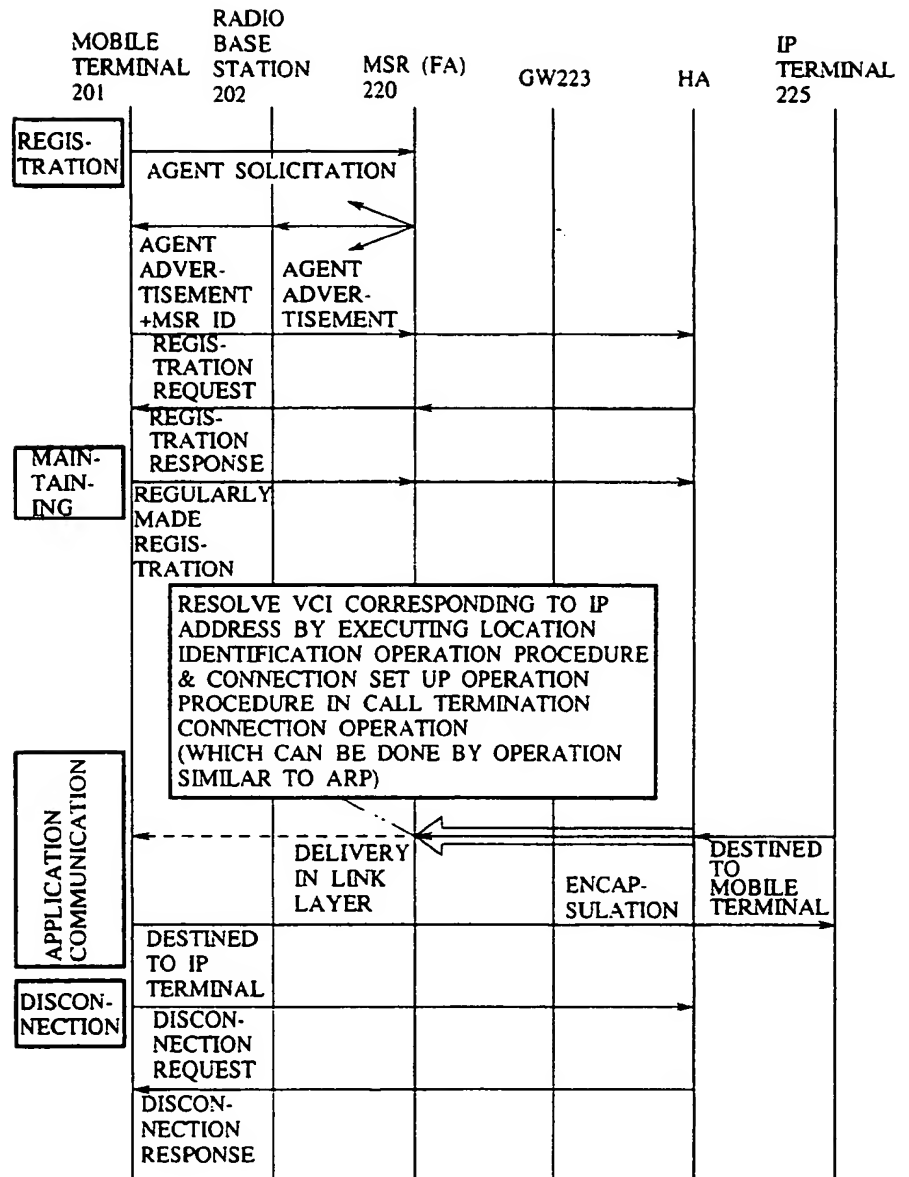 MOBILE
TERMINAL
201
RADIO
BASE
STATION
202
MSR (FA)
220
GW223
HA
IP
TERMINAL
225
REGIS-
TRATION
AGENT SOLICITATION
AGENT
ADVER-
TISEMENT
+MSR ID
AGENT
ADVER-
TISEMENT
REGIS-
TRATION
REQUEST
REGIS-
TRATION
RESPONSE
MAIN-
TAIN-
ING
REGULARLY
MADE
REGIS-
TRATION
RESOLVE VCI CORRESPONDING TO IP
ADDRESS BY EXECUTING LOCATION
IDENTIFICATION OPERATION PROCEDURE
& CONNECTION SET UP OPERATION
PROCEDURE IN CALL TERMINATION
CONNECTION OPERATION
(WHICH CAN BE DONE BY OPERATION
SIMILAR TO ARP)
APPLICATION
COMMUNICATION
DELIVERY
IN LINK
LAYER
ENCAP-
SULATION
DESTINED
TO
MOBILE
TERMINAL
DESTINED
TO IP
TERMINAL
DISCON-
NECTION
DISCON-
NECTION
REQUEST
DISCON-
NECTION
RESPONSE